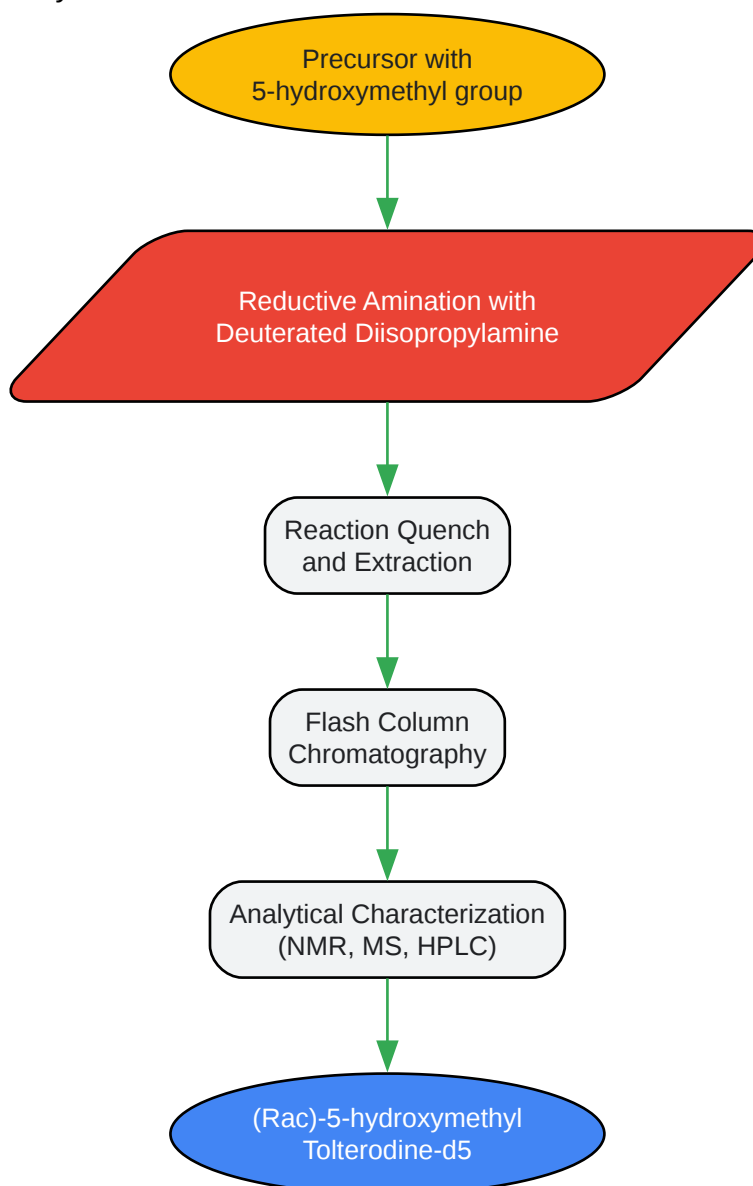 Precursor with
5-hydroxymethyl group
Reductive Amination with
Deuterated Diisopropylamine
Reaction Quench
and Extraction
Flash Column
Chromatography
Analytical Characterization
(NMR, MS, HPLC)
(Rac)-5-hydroxymethyl
Tolterodine-d5